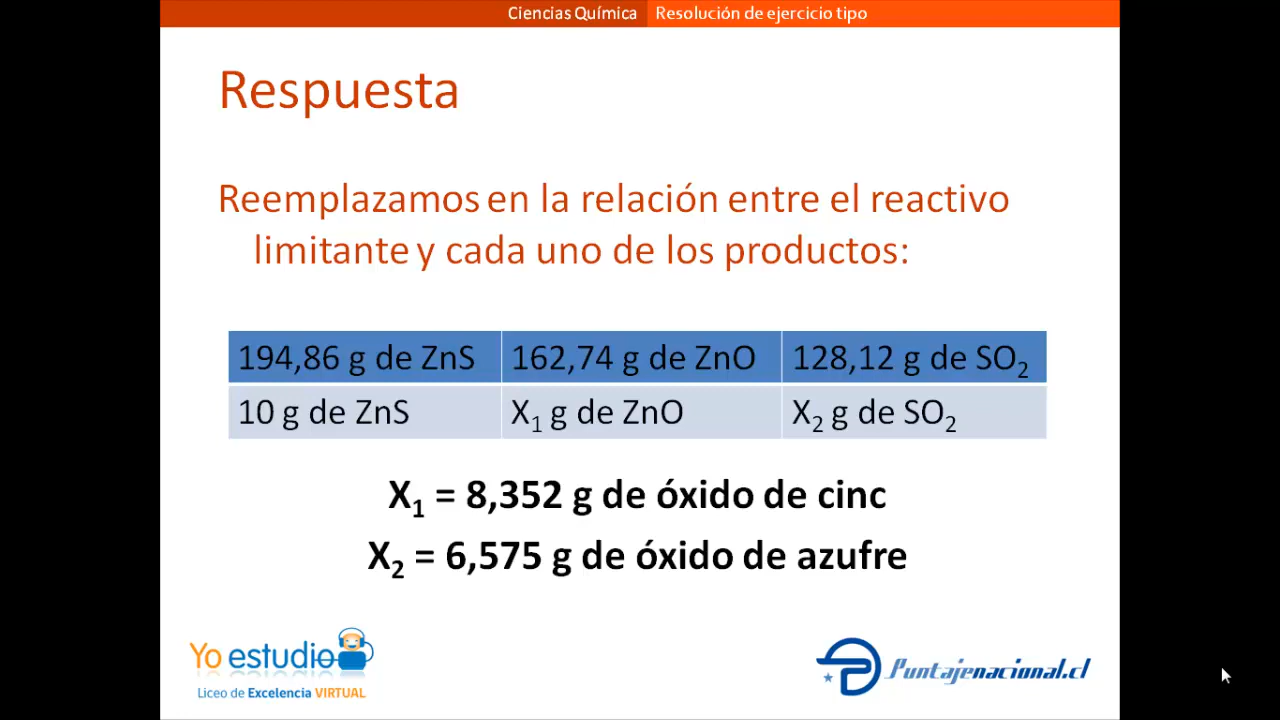 Ciencias Química Resolución de ejercicio tipo
Respuesta
Reemplazamos en la relación entre el reactivo
limitante y cada uno de los productos:
194,86 g de ZnS 162,74 g de ZnO 128,12 g de SO₂
10 g de ZnS X₁ g de ZnO X₂ g de SO₂
X₁ = 8,352 g de óxido de cinc
X₂ = 6,575 g de óxido de azufre
Yo estudio
Liceo de Excelencia VIRTUAL
Puntajenacional.cl